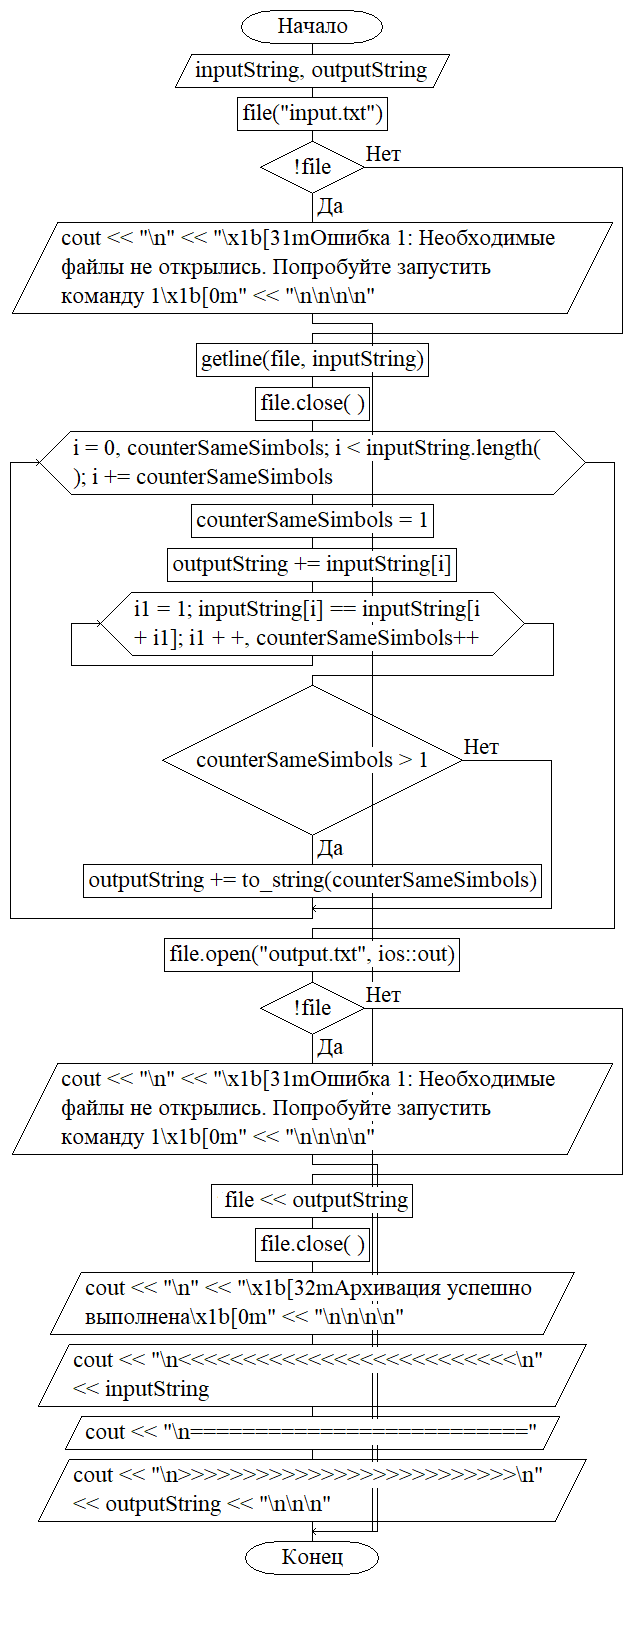 Начало
inputString, outputString
file("input.txt")
!file
Нет
Да
cout << "\n" << "\x1b[31mОшибка 1: Необходимые
файлы не открылись. Попробуйте запустить
команду 1\x1b[0m" << "\n\n\n\n"
getline(file, inputString)
file.close( )
i = 0, counterSameSimbols; i < inputString.length(
); i += counterSameSimbols
counterSameSimbols = 1
outputString += inputString[i]
i1 = 1; inputString[i] == inputString[i
+ i1]; i1 + +, counterSameSimbols++
counterSameSimbols > 1
Нет
Да
outputString += to_string(counterSameSimbols)
file.open("output.txt", ios::out)
!file
Нет
Да
cout << "\n" << "\x1b[31mОшибка 1: Необходимые
файлы не открылись. Попробуйте запустить
команду 1\x1b[0m" << "\n\n\n\n"
file << outputString
file.close( )
cout << "\n" << "\x1b[32mАрхивация успешно
выполнена\x1b[0m" << "\n\n\n\n"
cout << "\n<<<<<<<<<<<<<<<<<<<<<<<<<<\n"
<< inputString
cout << "\n=========================="
cout << "\n>>>>>>>>>>>>>>>>>>>>>>>>>>\n"
<< outputString << "\n\n\n"
Конец